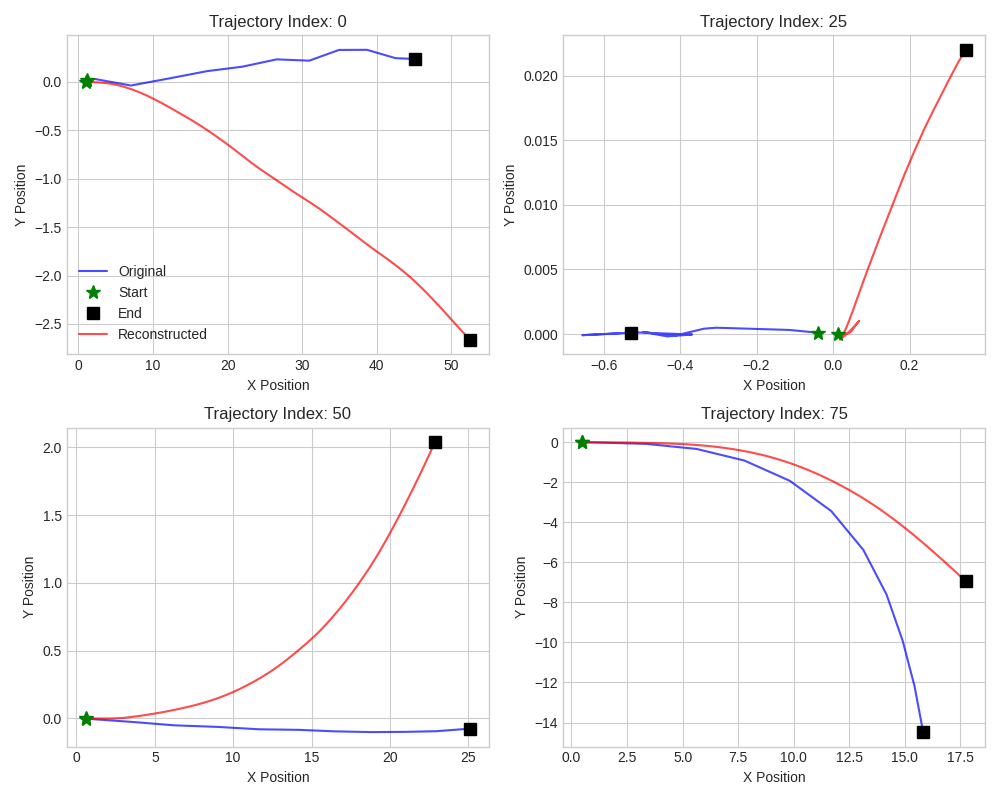 Trajectory Index: 0
0.0
−0.5
−1.0
−1.5
−2.0
−2.5
Y Position
Original
Start
End
Reconstructed
0 10 20 30 40 50
X Position
Trajectory Index: 25
0.020
0.015
0.010
0.005
0.000
Y Position
−0.6 −0.4 −0.2 0.0 0.2
X Position
Trajectory Index: 50
2.0
1.5
1.0
0.5
0.0
Y Position
0 5 10 15 20 25
X Position
Trajectory Index: 75
0
−2
−4
−6
−8
−10
−12
−14
Y Position
0.0 2.5 5.0 7.5 10.0 12.5 15.0 17.5
X Position